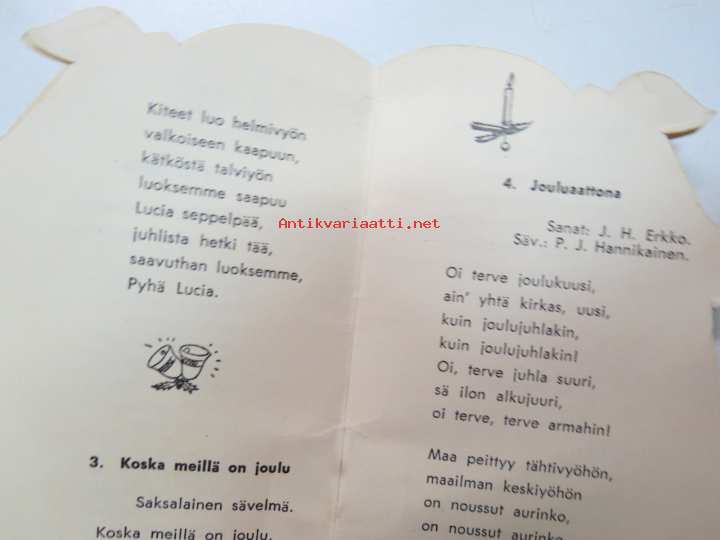 Kiteet luo helmivyön
valkoiseen kaapuun,
kätköstä talviyön
luoksemme saapuu
Lucia seppelpää,
juhlista hetki tää,
saavuthan luoksemme,
Pyhä Lucia.
3. Koska meillä on joulu
Saksalainen sävelmä.
Koska meillä on joulu.
4. Jouluaattona
Sanat: J. H. Erkko.
Säv.: P. J. Hannikainen.
Oi terve joulukuusi,
ain' yhtä kirkas, uusi,
kuin joulujuhlakin,
kuin joulujuhlakin!
Oi, terve juhla suuri,
sä ilon alkujuuri,
oi terve, terve armahin!
Maa peittyy tähtivyöhön,
maailman keskiyöhön
on noussut aurinko,
on noussut aurinko,
Antikvariaatti.net